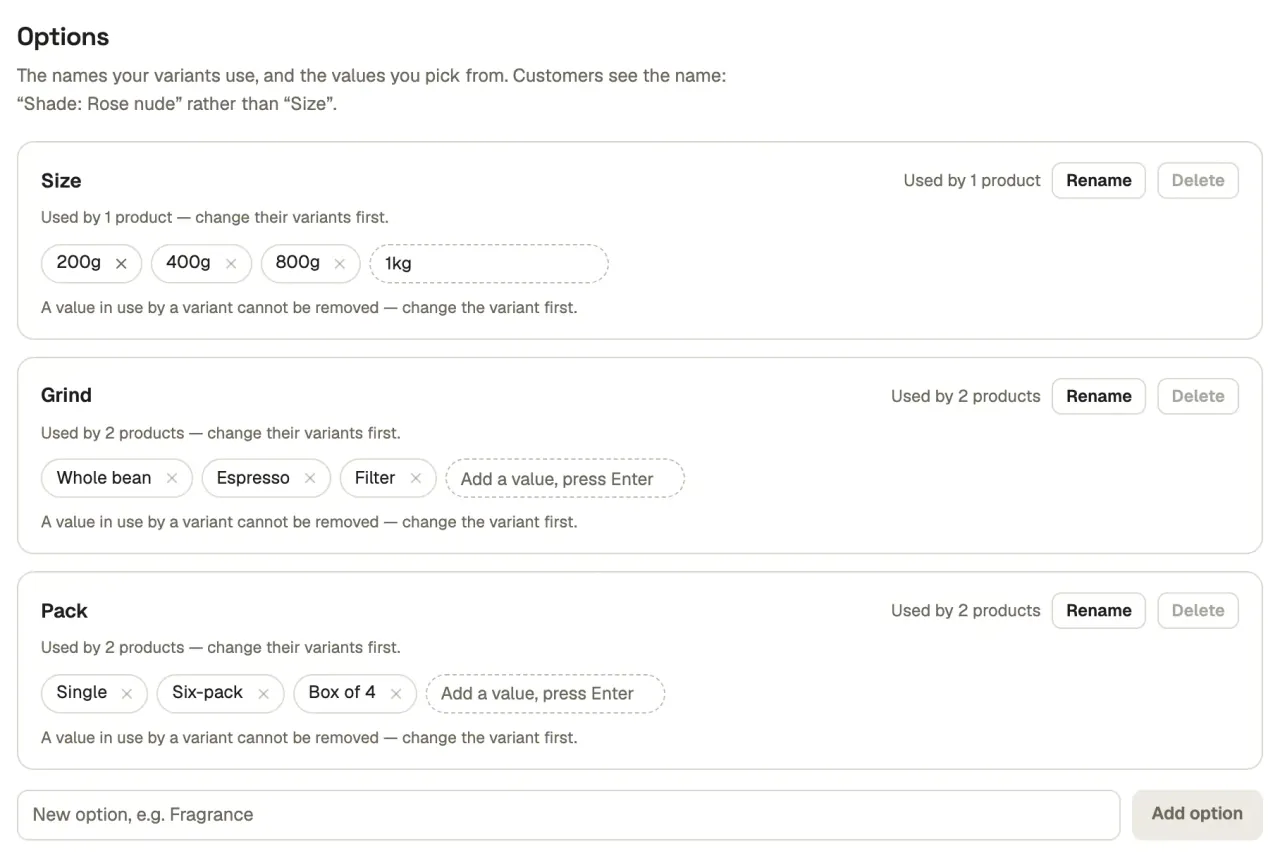 Options
The names your variants use, and the values you pick from. Customers see the name:
“Shade: Rose nude” rather than “Size”.
Size
Used by 1 product
Rename
Delete
Used by 1 product — change their variants first.
200g ×
400g ×
800g ×
1kg
A value in use by a variant cannot be removed — change the variant first.
Grind
Used by 2 products
Rename
Delete
Used by 2 products — change their variants first.
Whole bean ×
Espresso ×
Filter ×
Add a value, press Enter
A value in use by a variant cannot be removed — change the variant first.
Pack
Used by 2 products
Rename
Delete
Used by 2 products — change their variants first.
Single ×
Six-pack ×
Box of 4 ×
Add a value, press Enter
A value in use by a variant cannot be removed — change the variant first.
New option, e.g. Fragrance
Add option